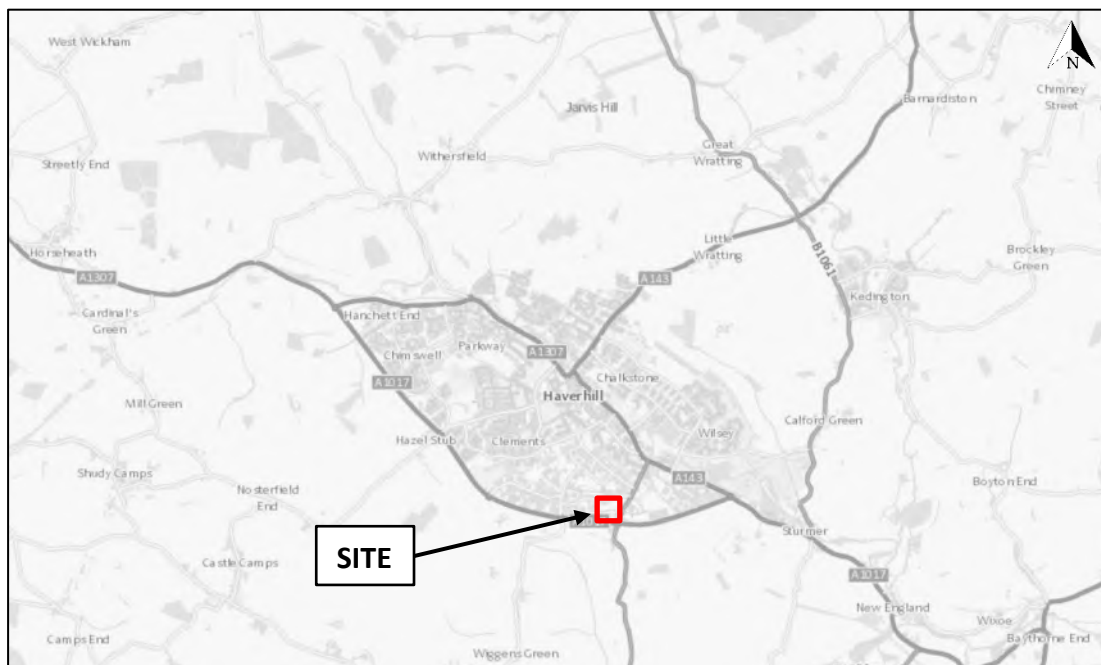 West Wickham
N
Chimney
Street
Barnardiston
Jarvis Hill
Great
Wratting
Withersfield
Streetly End
Horseheath
A1307
Little
Wratting
Brockley
Green
B1061
A143
Kedington
Cardinal's
Green
Hanchett End
Parkway
Chimswell
A1307
Chalkstone
A1017
Haverhill
Mill Green
Calford Green
Wilsey
Hazel Stub
Clements
Shudy Camps
A143
Boyton
End
Nosterfield
End
Sturmer
SITE
Castle Camps
A1017
New England
Wixoe
Camps End
Baythorne End
Wiggens Green